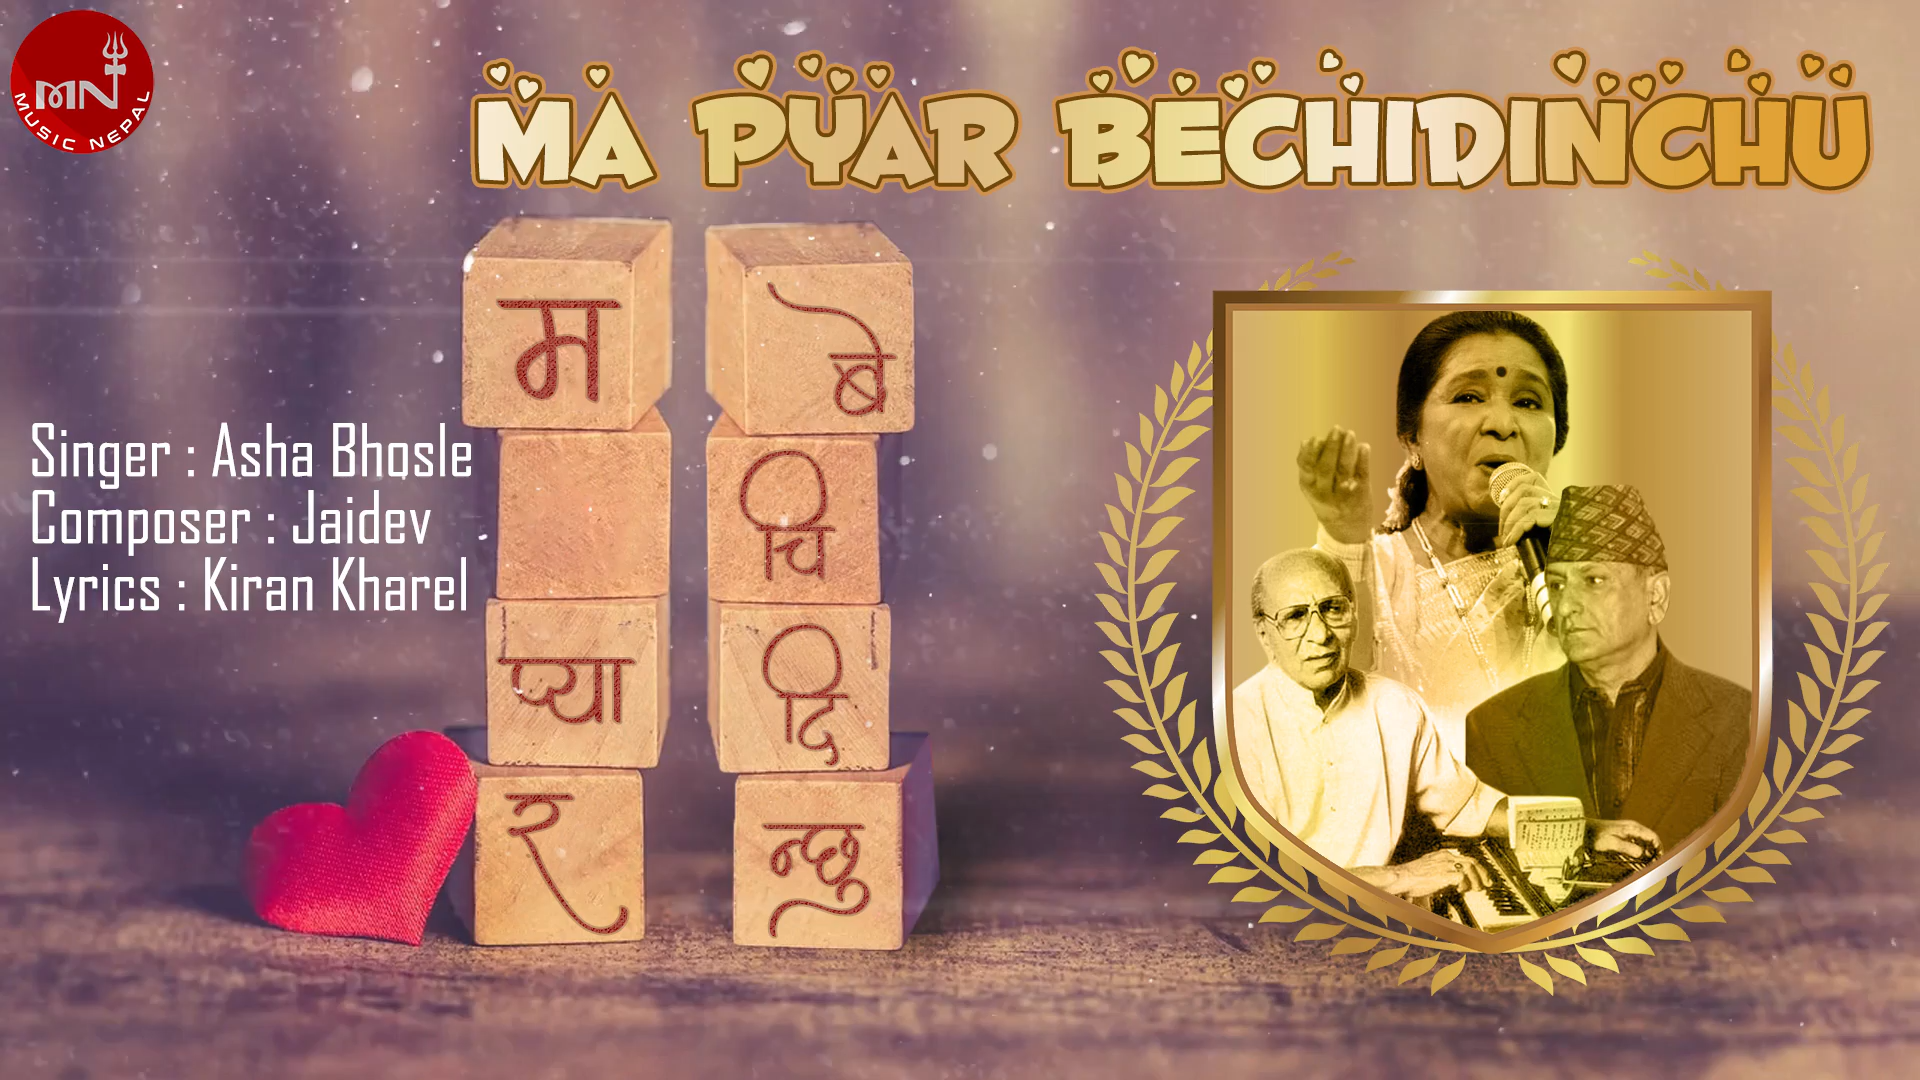 MN
MUSIC NEPAL
MA PYAR BECHIDINCHU
Singer : Asha Bhosle
Composer : Jaidev
Lyrics : Kiran Kharel
म
प्या
र
बे
चि
दि
न्छु